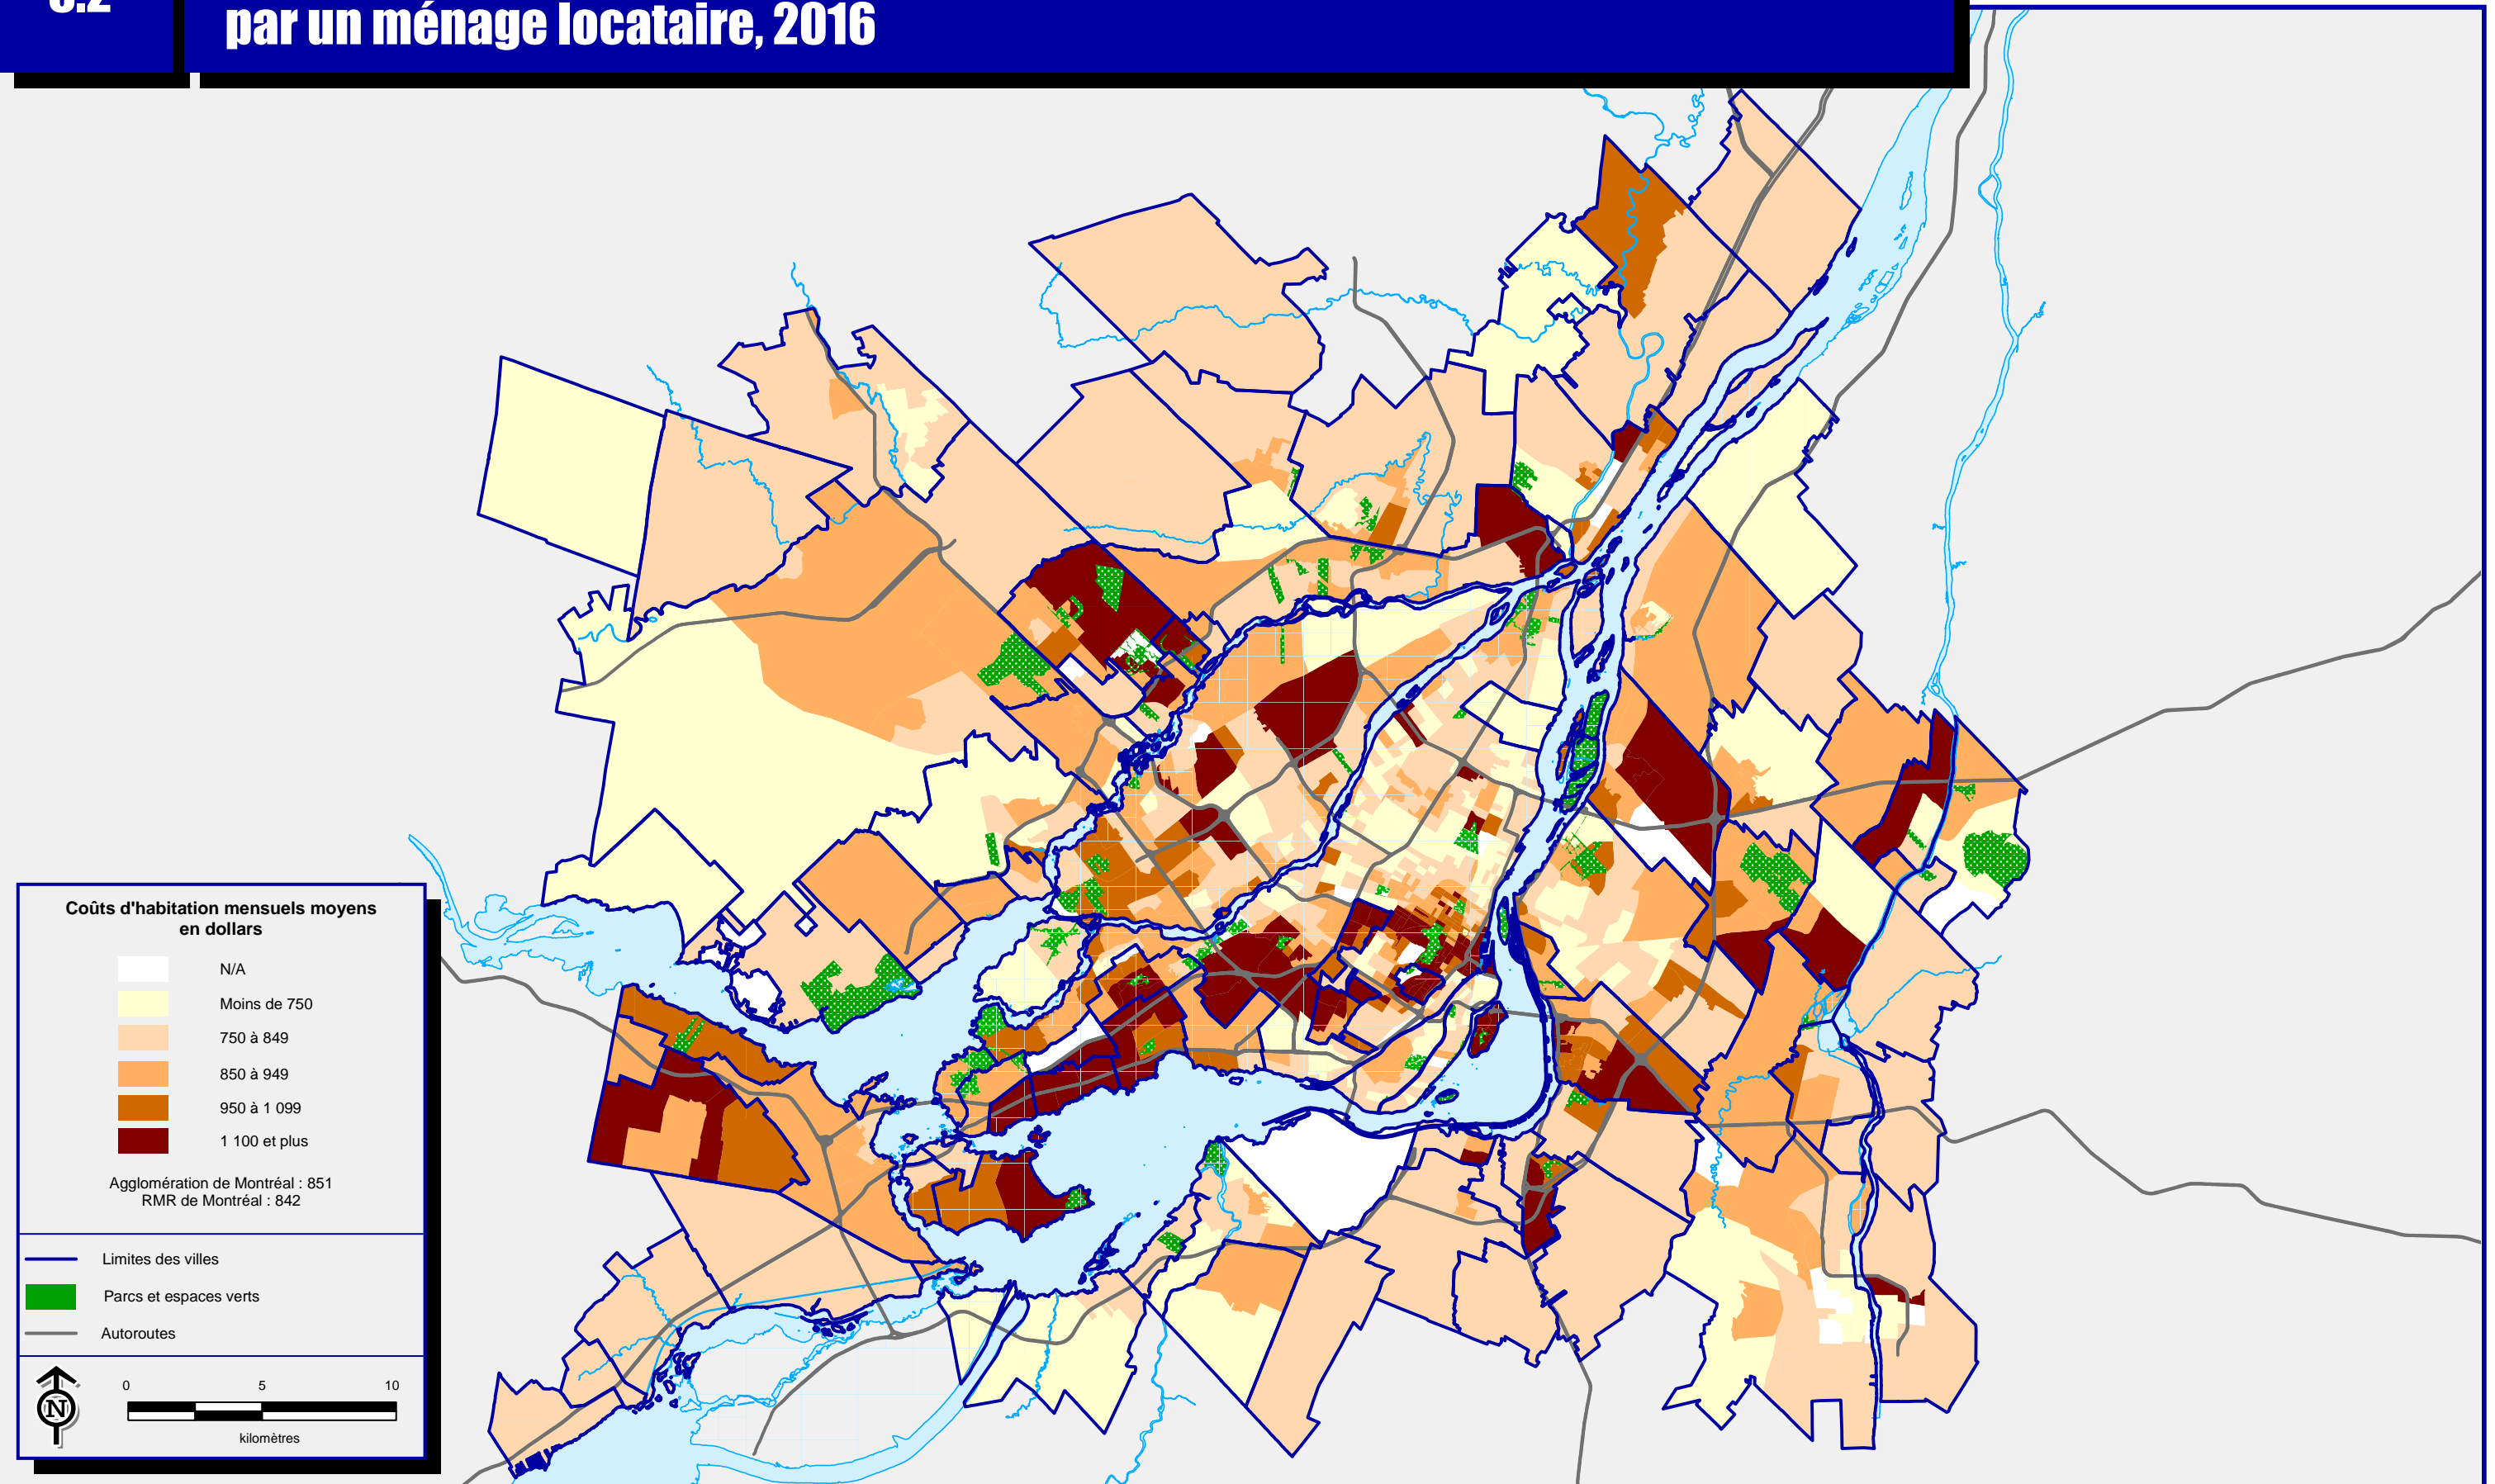 par un ménage locataire, 2016
Coûts d'habitation mensuels moyens
en dollars
N/A
Moins de 750
750 à 849
850 à 949
950 à 1 099
1 100 et plus
Agglomération de Montréal : 851
RMR de Montréal : 842
Limites des villes
Parcs et espaces verts
Autoroutes
N
0 5 10
kilomètres